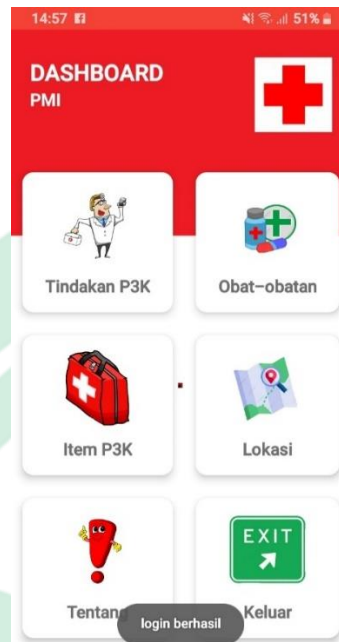 14:57 51%
DASHBOARD
PMI
Tindakan P3K Obat-obatan
Item P3K Lokasi
EXIT
Tentang Keluar
login berhasil